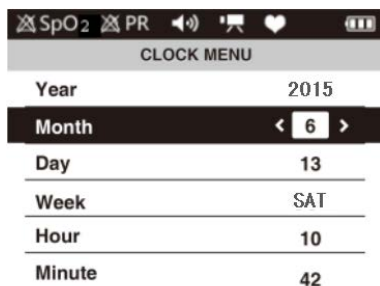 SpO2 PR
CLOCK MENU
Year 2015
Month < 6 >
Day 13
Week SAT
Hour 10
Minute 42